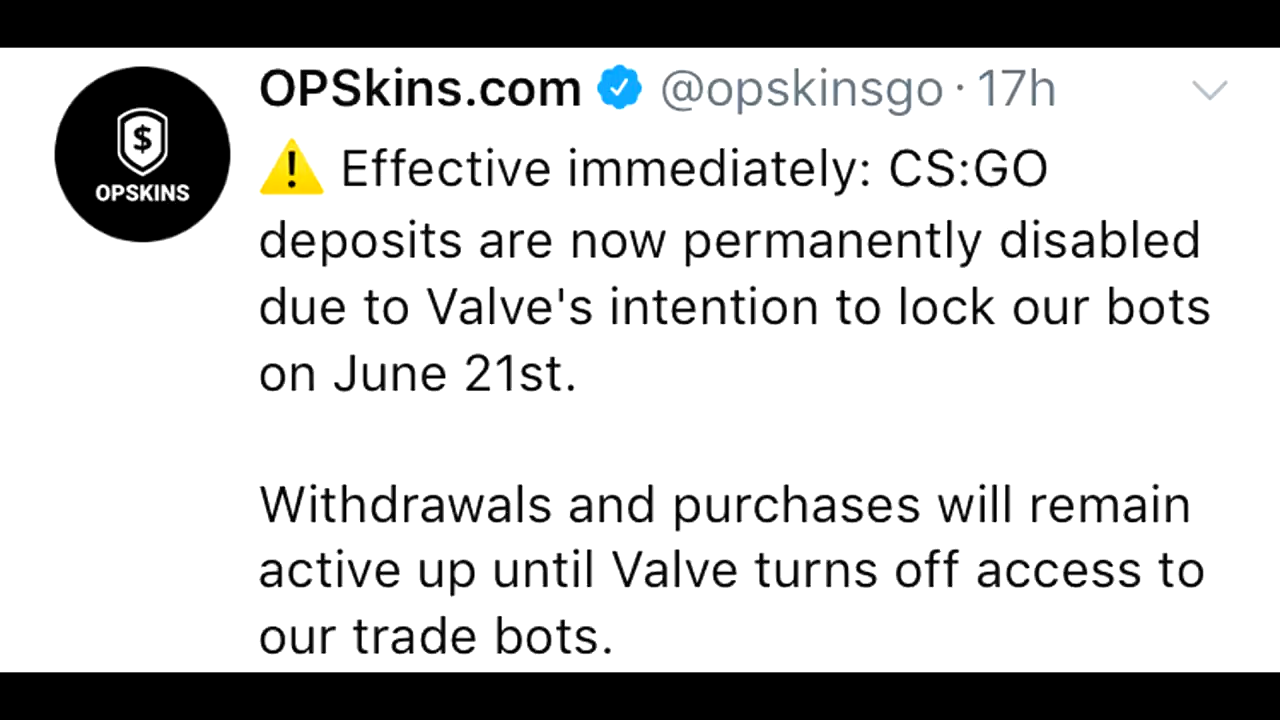 OPSkins.com @opskinsgo · 17h
$
OPSKINS
⚠️ Effective immediately: CS:GO
deposits are now permanently disabled
due to Valve's intention to lock our bots
on June 21st.
Withdrawals and purchases will remain
active up until Valve turns off access to
our trade bots.